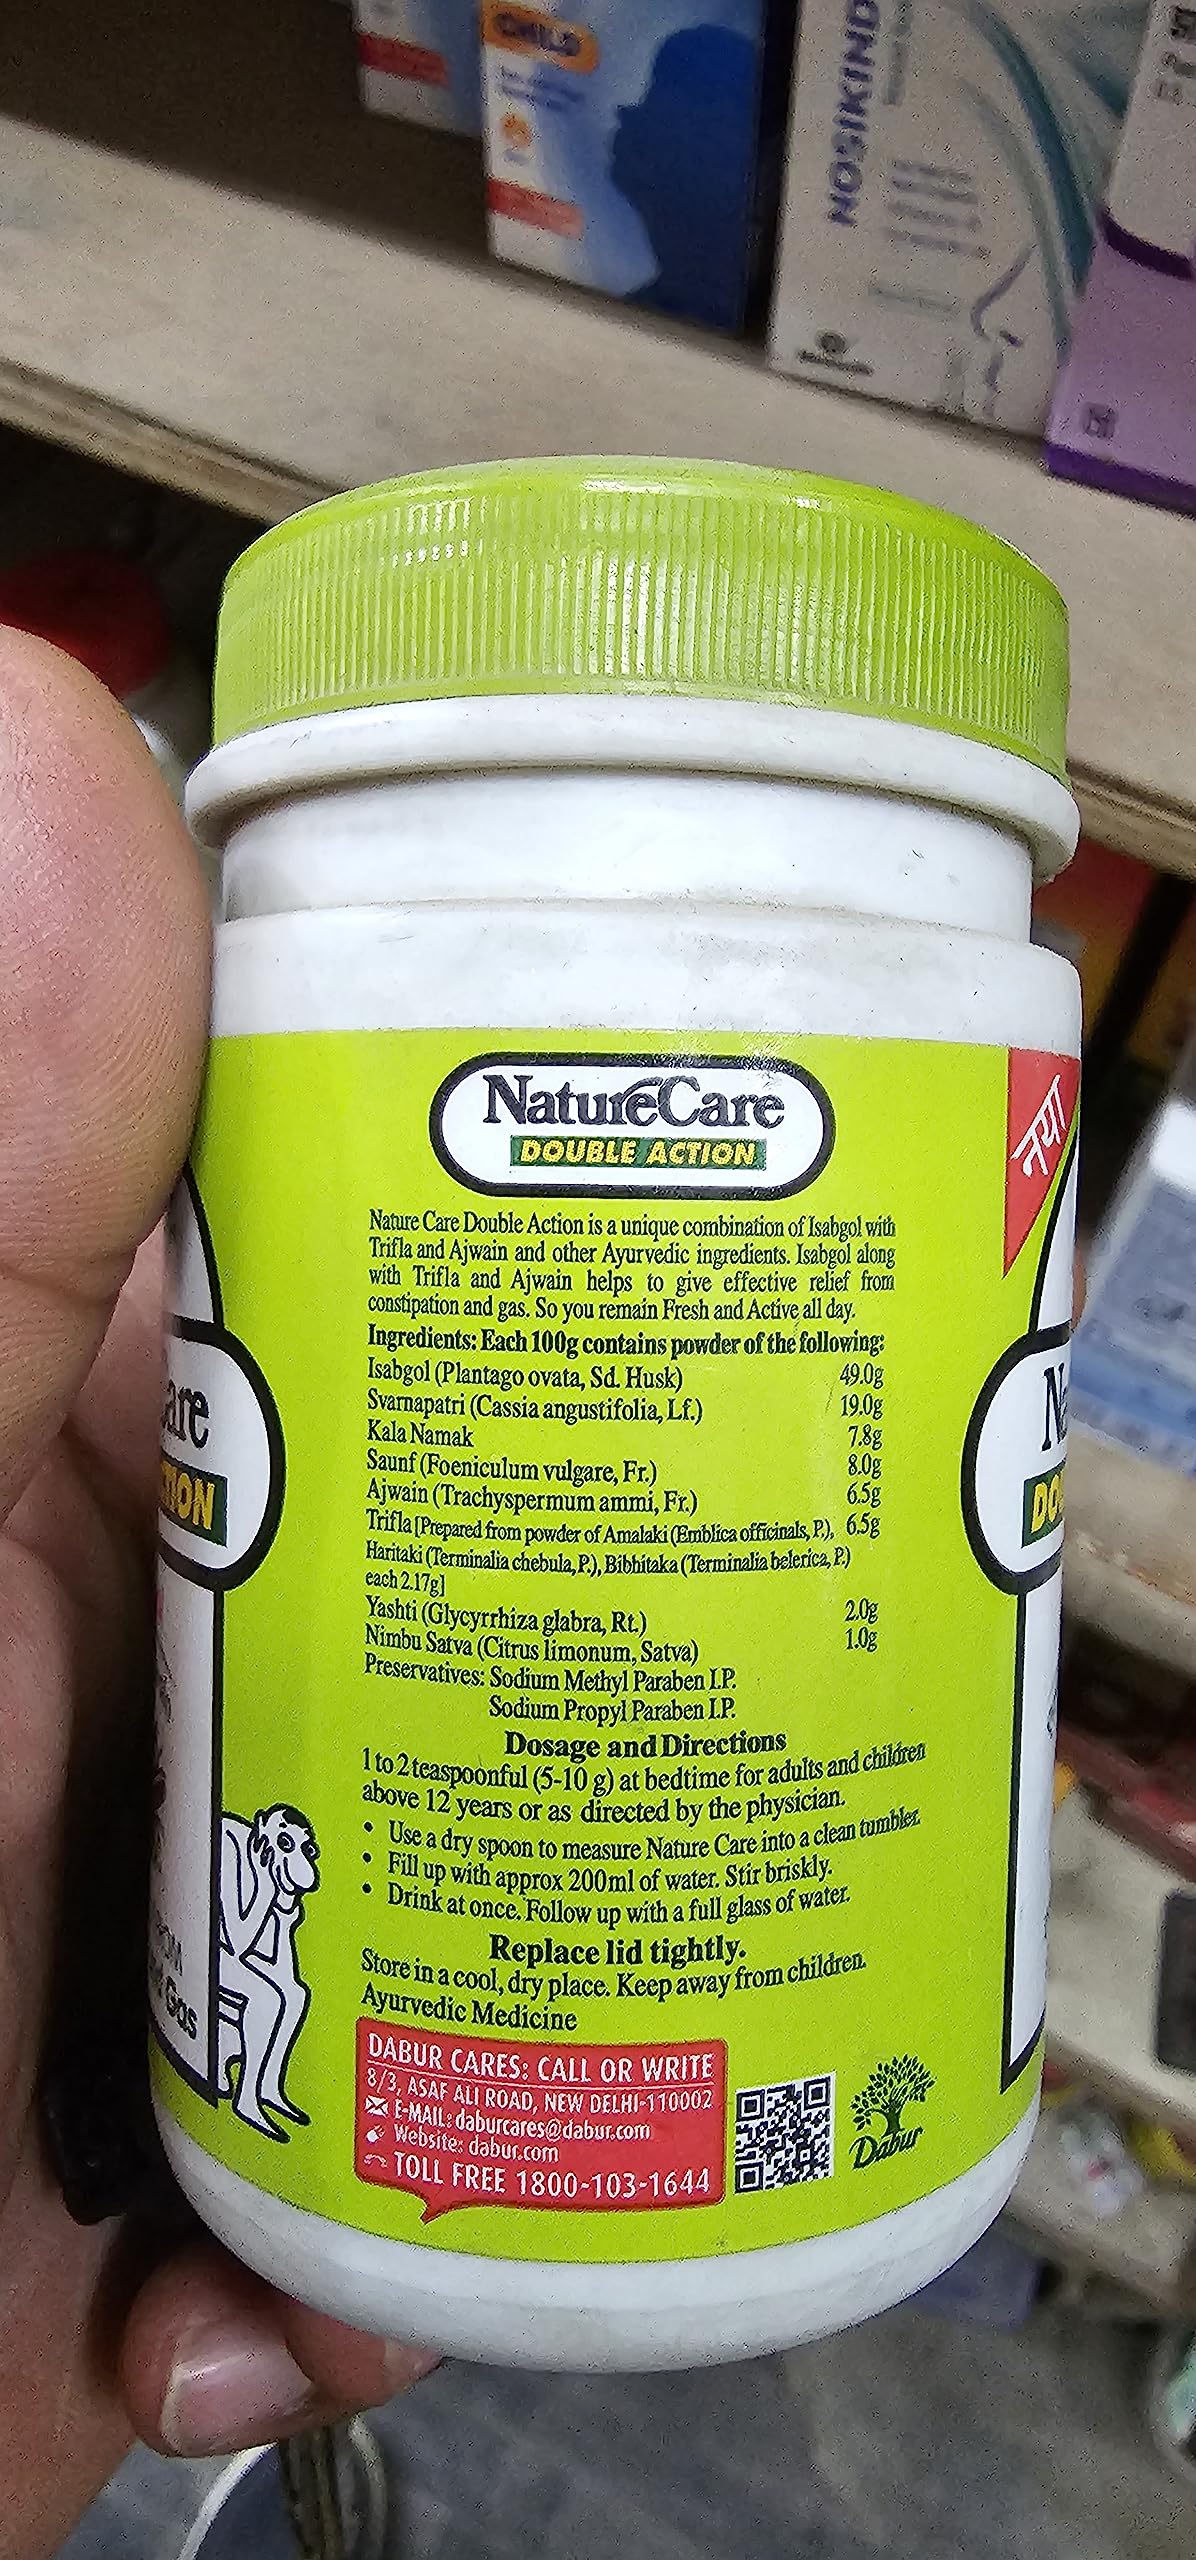 CHILD
NOSIKIND
NatureCare
DOUBLE ACTION
नया
Nature Care Double Action is a unique combination of Isabgol with
Trifla and Ajwain and other Ayurvedic ingredients. Isabgol along
with Trifla and Ajwain helps to give effective relief from
constipation and gas. So you remain Fresh and Active all day.
Ingredients: Each 100g contains powder of the following:
Isabgol (Plantago ovata, Sd. Husk) 49.0g
Svarnapatri (Cassia angustifolia, Lf.) 19.0g
Kala Namak 7.8g
Saunf (Foeniculum vulgare, Fr.) 8.0g
Ajwain (Trachyspermum ammi, Fr.) 6.5g
Trifla [Prepared from powder of Amalaki (Emblica officinals, P.), 6.5g
Haritaki (Terminalia chebula, P.), Bibhitaka (Terminalia belerica, P.)
each 2.17g]
Yashti (Glycyrrhiza glabra, Rt.) 2.0g
Nimbu Satva (Citrus limonum, Satva) 1.0g
Preservatives: Sodium Methyl Paraben I.P.
Sodium Propyl Paraben I.P.
Dosage and Directions
1 to 2 teaspoonful (5-10 g) at bedtime for adults and children
above 12 years or as directed by the physician.
• Use a dry spoon to measure Nature Care into a clean tumbler.
• Fill up with approx 200ml of water. Stir briskly.
• Drink at once. Follow up with a full glass of water.
Replace lid tightly.
Store in a cool, dry place. Keep away from children.
Ayurvedic Medicine
DABUR CARES: CALL OR WRITE
8/3, ASAF ALI ROAD, NEW DELHI-110002
E-MAIL: daburcares@dabur.com
Website: dabur.com
TOLL FREE 1800-103-1644
Dabur
are
TION
Gas
Na
DO